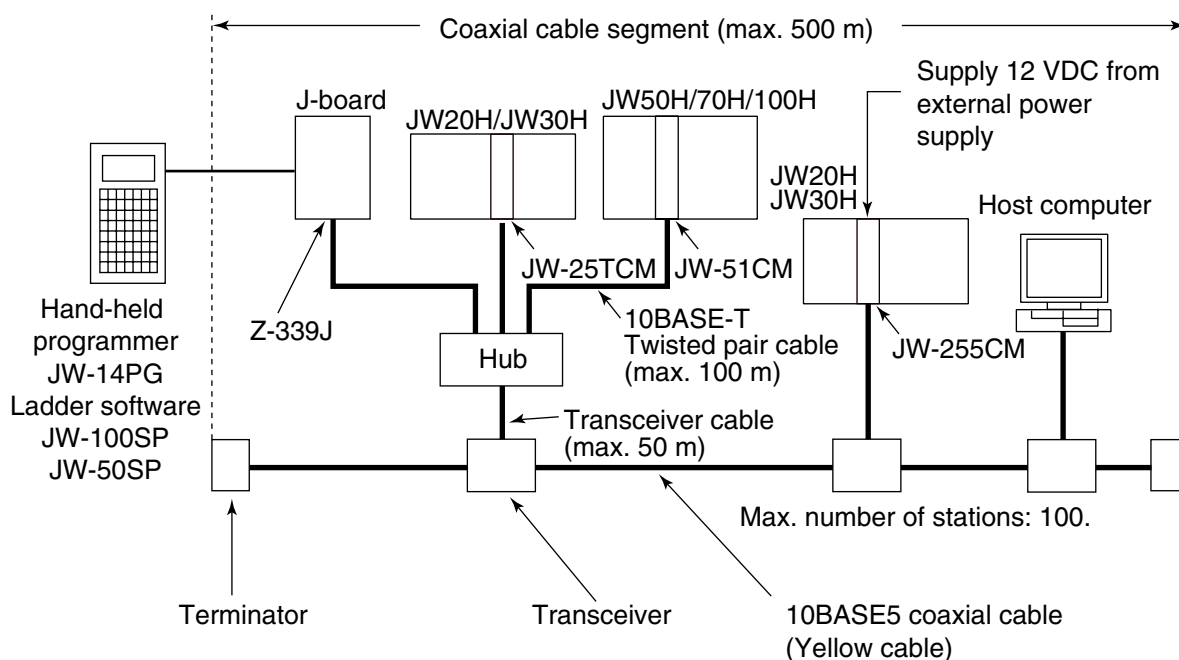 Coaxial cable segment (max. 500 m)
Supply 12 VDC from
external power
supply
J-board
JW20H/JW30H
JW50H/70H/100H
JW20H
JW30H
Host computer
JW-25TCM
JW-51CM
Hand-held
programmer
JW-14PG
Ladder software
JW-100SP
JW-50SP
Z-339J
Hub
10BASE-T
Twisted pair cable
(max. 100 m)
JW-255CM
Transceiver cable
(max. 50 m)
Max. number of stations: 100.
Terminator
Transceiver
10BASE5 coaxial cable
(Yellow cable)